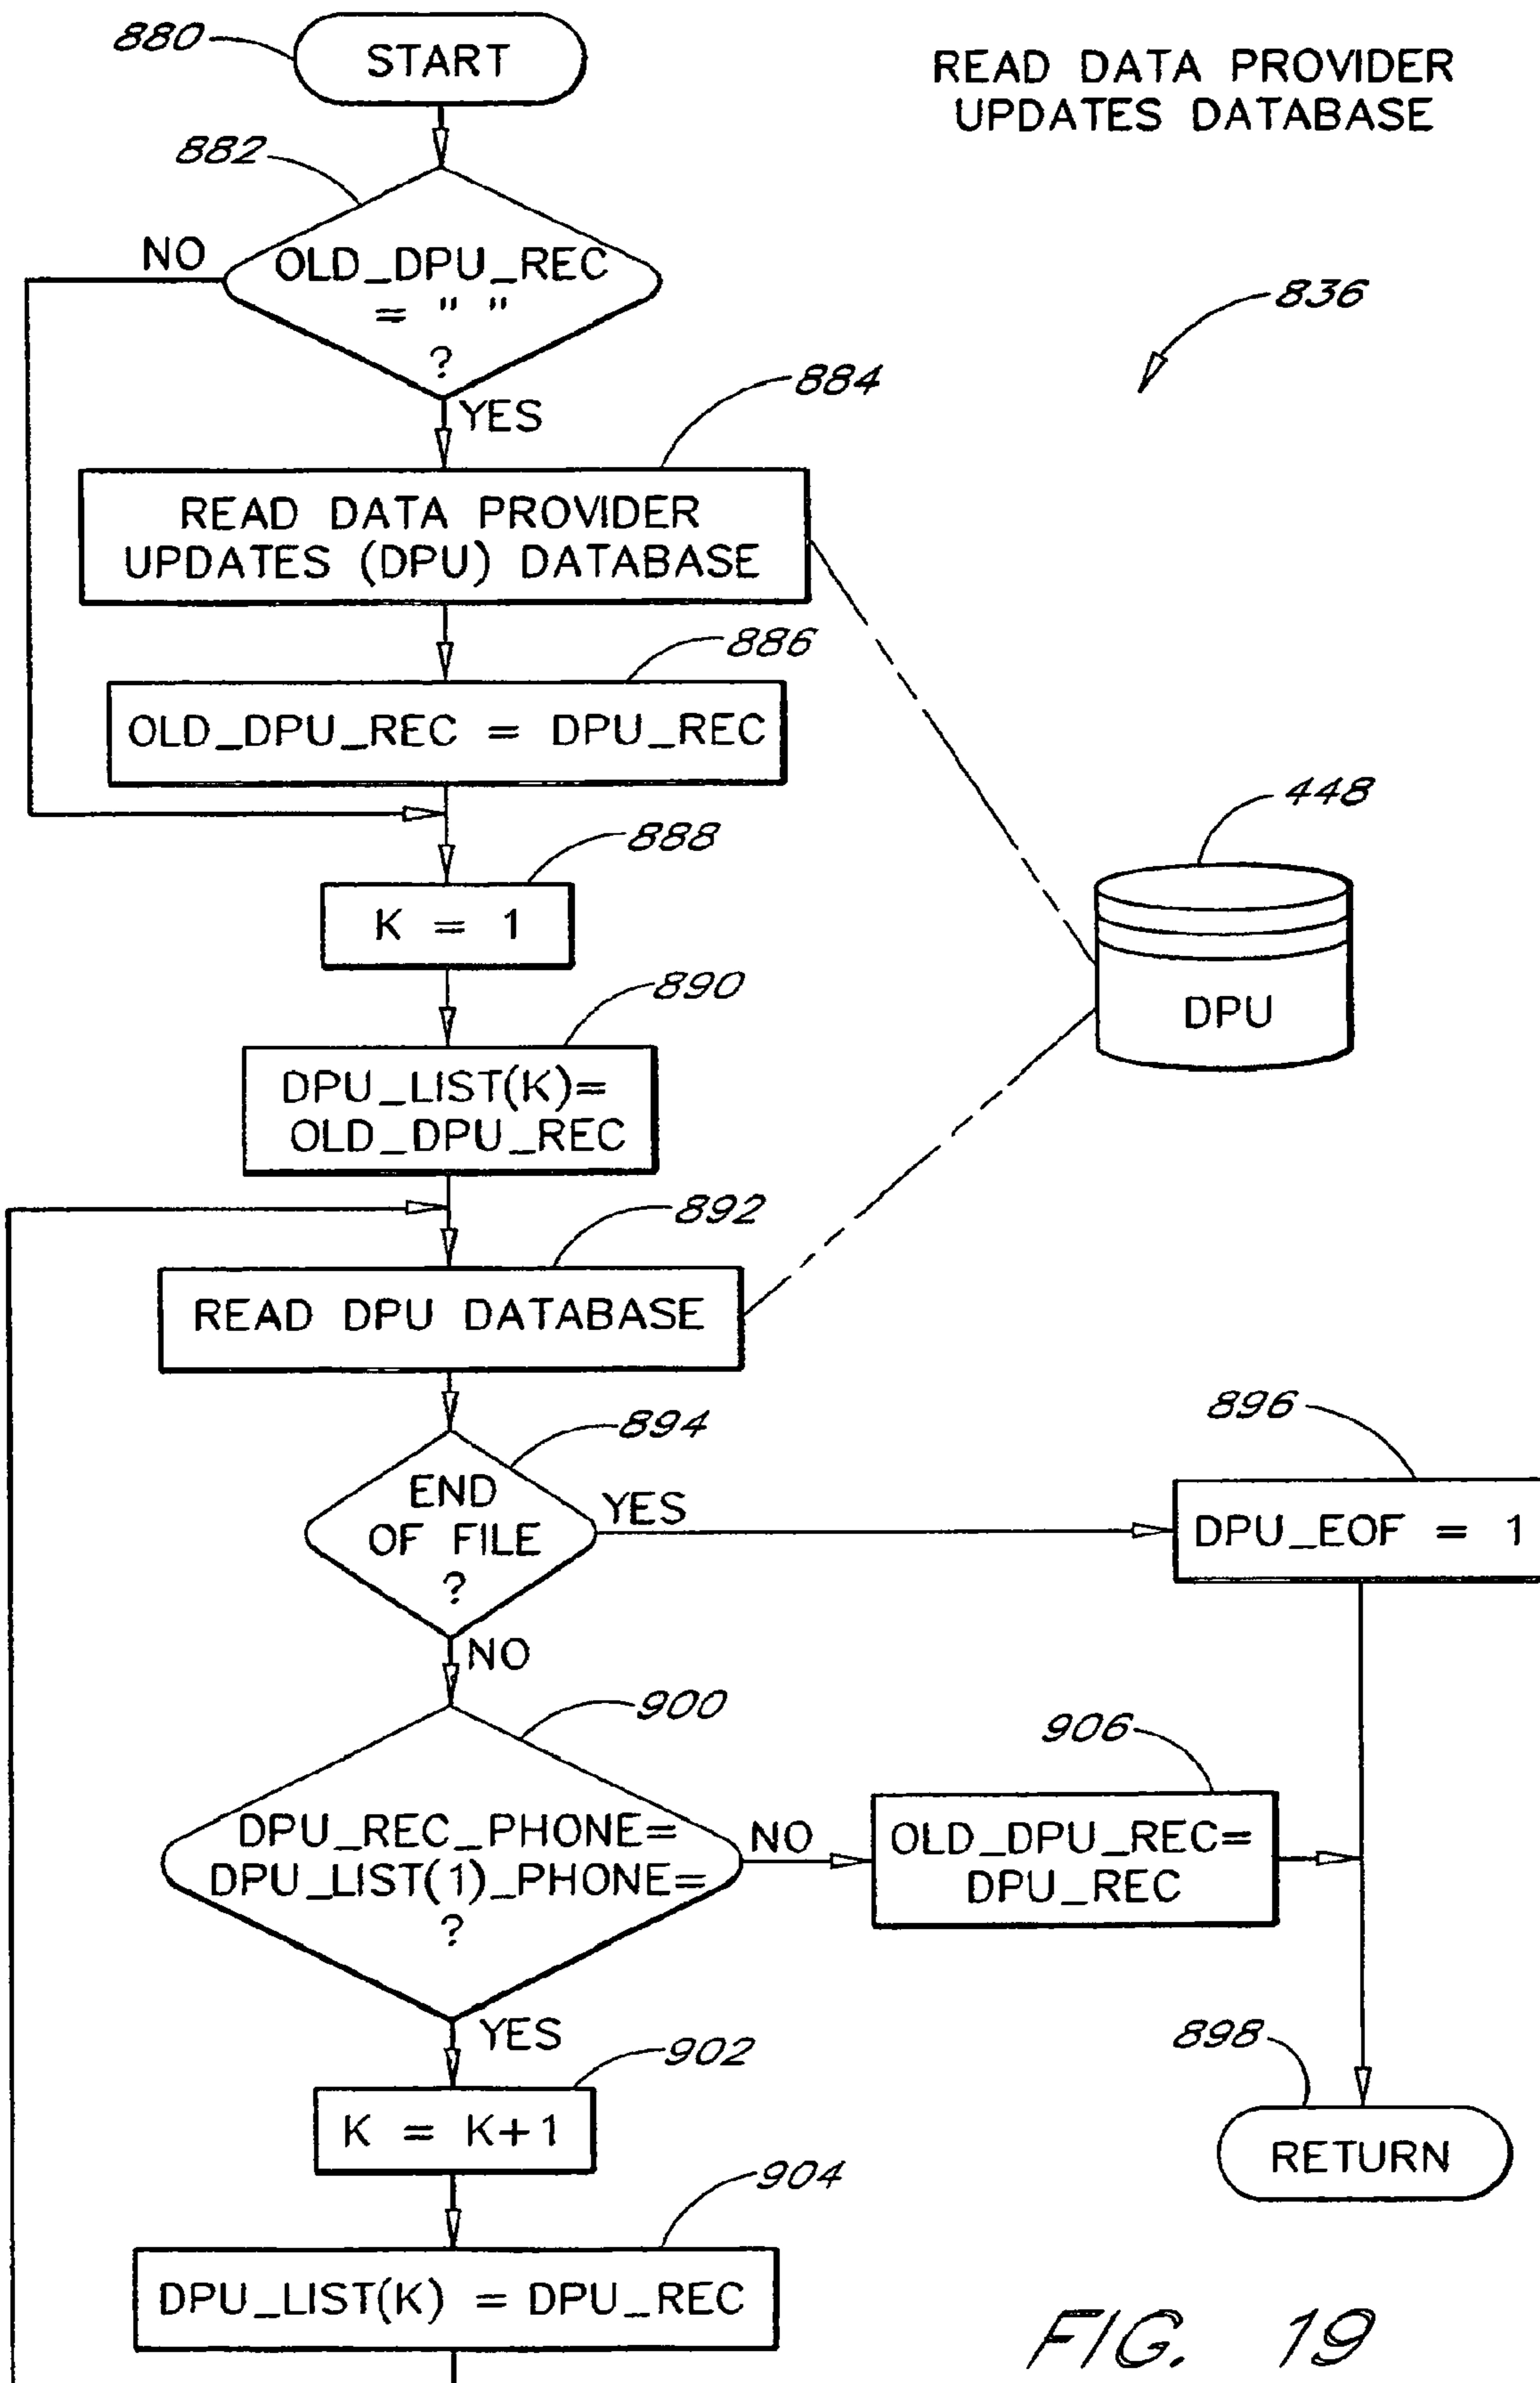 880
START
READ DATA PROVIDER
UPDATES DATABASE
882
NO
OLD_DPU_REC
= " "
?
836
YES
884
READ DATA PROVIDER
UPDATES (DPU) DATABASE
886
OLD_DPU_REC = DPU_REC
448
DPU
888
K = 1
890
DPU_LIST(K)=
OLD_DPU_REC
892
READ DPU DATABASE
894
END
OF FILE
?
YES
896
DPU_EOF = 1
NO
900
DPU_REC_PHONE=
DPU_LIST(1)_PHONE=
?
NO
906
OLD_DPU_REC=
DPU_REC
YES
902
K = K+1
898
RETURN
904
DPU_LIST(K) = DPU_REC
FIG. 19